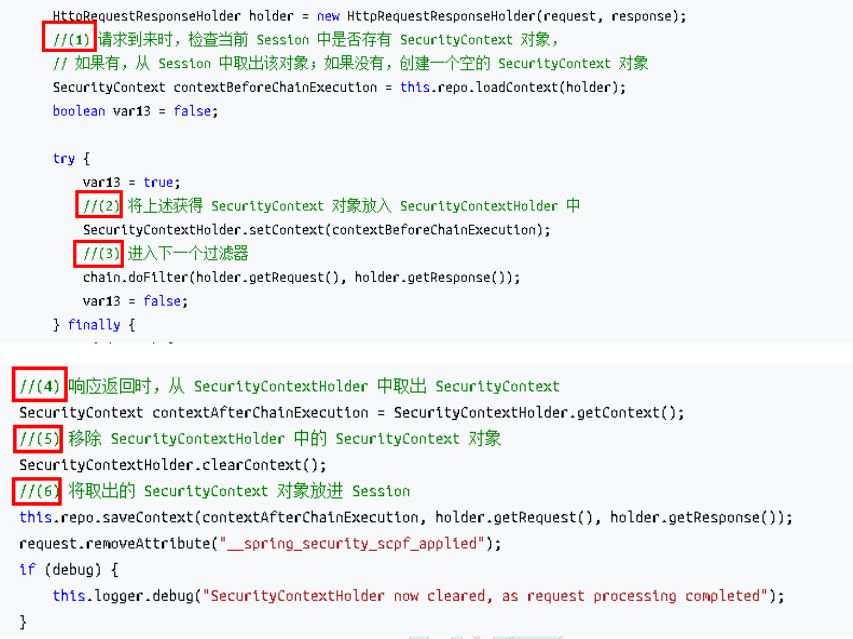 HttpRequestResponseHolder holder = new HttpRequestResponseHolder(request, response);
//(1) 请求到来时，检查当前 Session 中是否存有 SecurityContext 对象，
// 如果有，从 Session 中取出该对象；如果没有，创建一个空的 SecurityContext 对象
SecurityContext contextBeforeChainExecution = this.repo.loadContext(holder);
boolean var13 = false;
try {
var13 = true;
//(2) 将上述获得 SecurityContext 对象放入 SecurityContextHolder 中
SecurityContextHolder.setContext(contextBeforeChainExecution);
//(3) 进入下一个过滤器
chain.doFilter(holder.getRequest(), holder.getResponse());
var13 = false;
} finally {
//(4) 响应返回时，从 SecurityContextHolder 中取出 SecurityContext
SecurityContext contextAfterChainExecution = SecurityContextHolder.getContext();
//(5) 移除 SecurityContextHolder 中的 SecurityContext 对象
SecurityContextHolder.clearContext();
//(6) 将取出的 SecurityContext 对象放进 Session
this.repo.saveContext(contextAfterChainExecution, holder.getRequest(), holder.getResponse());
request.removeAttribute("__spring_security_scpf_applied");
if (debug) {
this.logger.debug("SecurityContextHolder now cleared, as request processing completed");
}